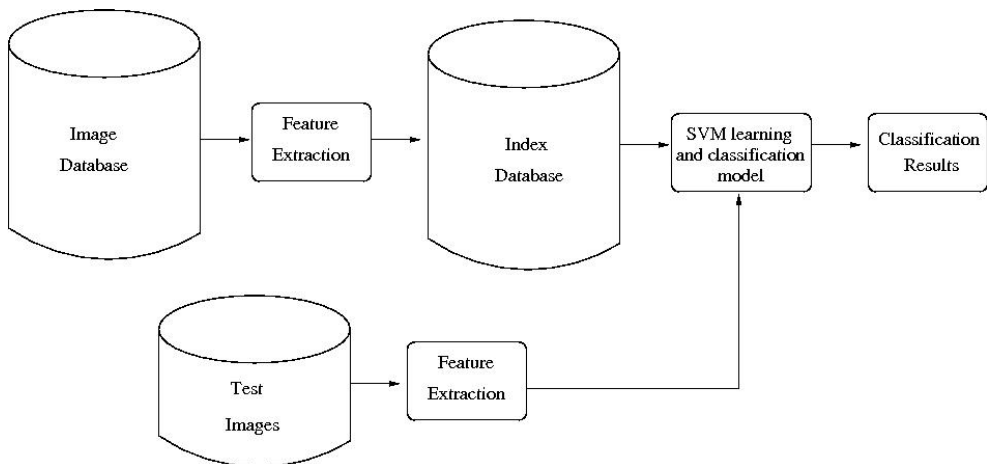 Image
Database
Feature
Extraction
Index
Database
SVM learning
and classification
model
Classification
Results
Test
Images
Feature
Extraction